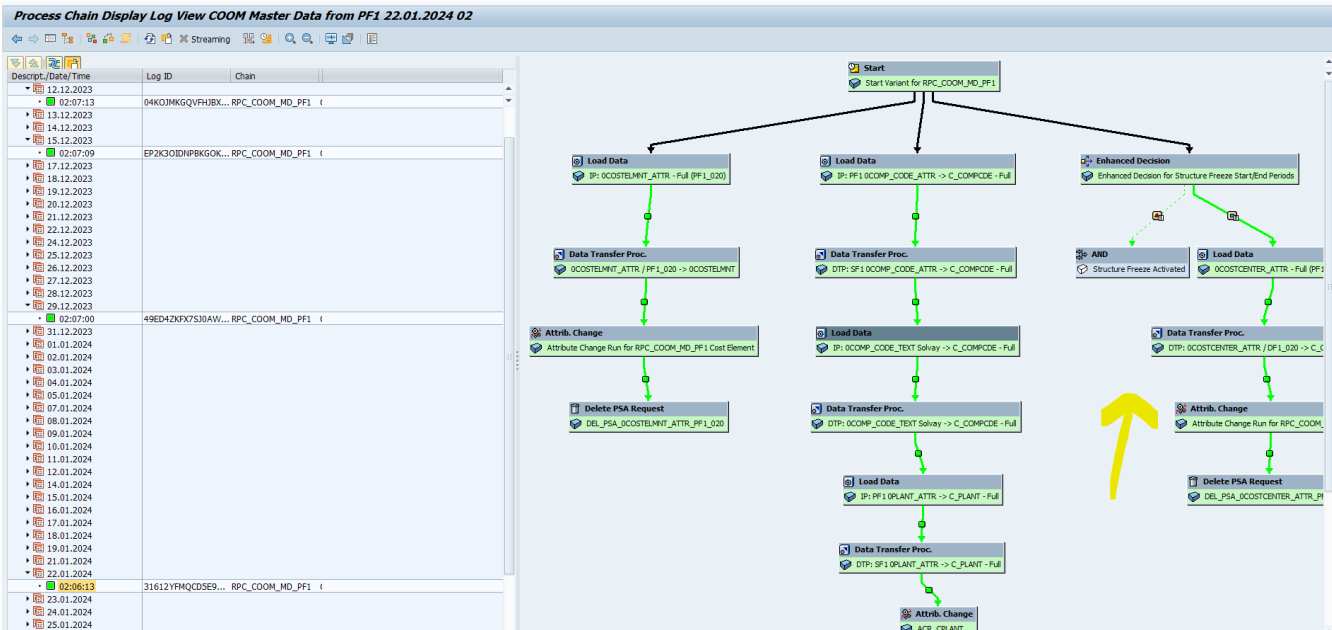 Process Chain Display Log View COOM Master Data from PF1 22.01.2024 02
Streaming
Descript./Date/Time Log ID Chain
12.12.2023
02:07:13 04KOJMKGQVFHJBX... RPC_COOM_MD_PF1 (
13.12.2023
14.12.2023
15.12.2023
02:07:09 EP2K3OIDNPBKGOK... RPC_COOM_MD_PF1 (
17.12.2023
18.12.2023
19.12.2023
20.12.2023
21.12.2023
22.12.2023
24.12.2023
25.12.2023
26.12.2023
27.12.2023
28.12.2023
29.12.2023
02:07:00 49ED4ZKFX7SJ0AW... RPC_COOM_MD_PF1 (
31.12.2023
01.01.2024
02.01.2024
03.01.2024
04.01.2024
05.01.2024
07.01.2024
08.01.2024
09.01.2024
10.01.2024
11.01.2024
12.01.2024
14.01.2024
15.01.2024
16.01.2024
17.01.2024
18.01.2024
19.01.2024
21.01.2024
22.01.2024
02:06:13 31612YFMQCD5E9... RPC_COOM_MD_PF1 (
23.01.2024
24.01.2024
25.01.2024
Start
Start Variant for RPC_COOM_MD_PF1
Load Data
IP: 0COSTELMNT_ATTR - Full (PF1_020)
Data Transfer Proc.
0COSTELMNT_ATTR / PF1_020 -> 0COSTELMNT
Attrib. Change
Attribute Change Run for RPC_COOM_MD_PF1 Cost Element
Delete PSA Request
DEL_PSA_0COSTELMNT_ATTR_PF1_020
Load Data
IP: PF1 0COMP_CODE_ATTR -> C_COMPCDE - Full
Data Transfer Proc.
DTP: SF1 0COMP_CODE_ATTR -> C_COMPCDE - Full
Load Data
IP: 0COMP_CODE_TEXT Solvay -> C_COMPCDE - Full
Data Transfer Proc.
DTP: 0COMP_CODE_TEXT Solvay -> C_COMPCDE - Full
Load Data
IP: PF1 0PLANT_ATTR -> C_PLANT - Full
Data Transfer Proc.
DTP: SF1 0PLANT_ATTR -> C_PLANT - Full
Attrib. Change
ACR_CPLANT
Enhanced Decision
Enhanced Decision for Structure Freeze Start/End Periods
AND
Structure Freeze Activated
Load Data
0COSTCENTER_ATTR - Full (PF1
Data Transfer Proc.
DTP: 0COSTCENTER_ATTR / DF1_020 -> C_C
Attrib. Change
Attribute Change Run for RPC_COOM_
Delete PSA Request
DEL_PSA_0COSTCENTER_ATTR_PF